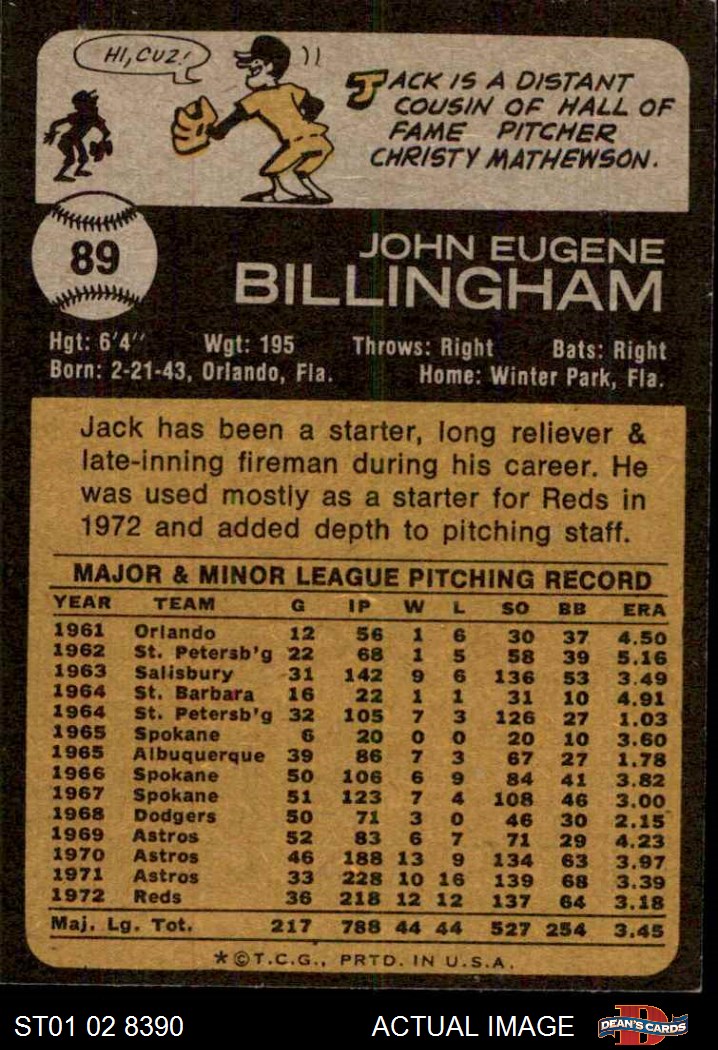 HI, CUZ!
JACK IS A DISTANT
COUSIN OF HALL OF
FAME PITCHER
CHRISTY MATHEWSON.
89
JOHN EUGENE
BILLINGHAM
Hgt: 6'4" Wgt: 195 Throws: Right Bats: Right
Born: 2-21-43, Orlando, Fla. Home: Winter Park, Fla.
Jack has been a starter, long reliever &
late-inning fireman during his career. He
was used mostly as a starter for Reds in
1972 and added depth to pitching staff.
MAJOR & MINOR LEAGUE PITCHING RECORD
YEAR TEAM G IP W L SO BB ERA
1961 Orlando 12 56 1 6 30 37 4.50
1962 St. Petersb'g 22 68 1 5 58 39 5.16
1963 Salisbury 31 142 9 6 136 53 3.49
1964 St. Barbara 16 22 1 1 31 10 4.91
1964 St. Petersb'g 32 105 7 3 126 27 1.03
1965 Spokane 6 20 0 0 20 10 3.60
1965 Albuquerque 39 86 7 3 67 27 1.78
1966 Spokane 50 106 6 9 84 41 3.82
1967 Spokane 51 123 7 4 108 46 3.00
1968 Dodgers 50 71 3 0 46 30 2.15
1969 Astros 52 83 6 7 71 29 4.23
1970 Astros 46 188 13 9 134 63 3.97
1971 Astros 33 228 10 16 139 68 3.39
1972 Reds 36 218 12 12 137 64 3.18
Maj. Lg. Tot. 217 788 44 44 527 254 3.45
*©T.C.G., PRTD. IN U.S.A.
ST01 02 8390 ACTUAL IMAGE D DEAN'S CARDS